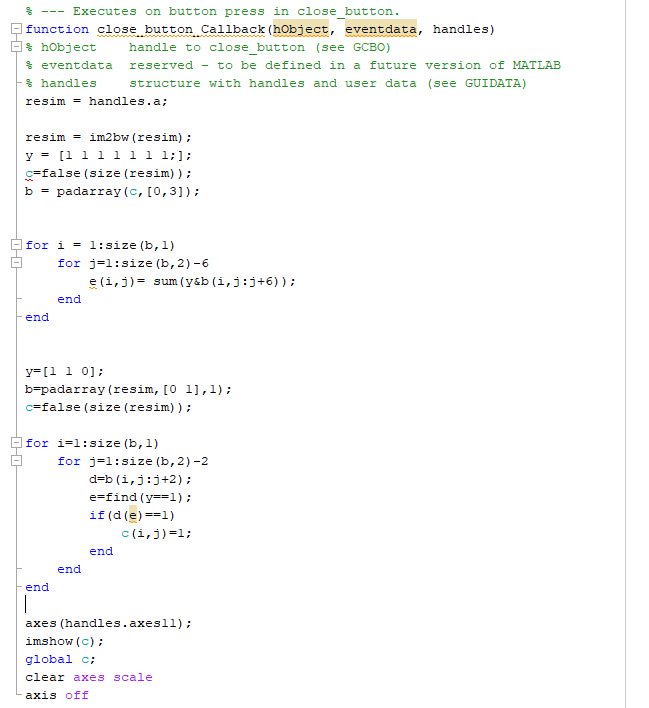 % --- Executes on button press in close_button.
function close_button_Callback(hObject, eventdata, handles)
% hObject    handle to close_button (see GCBO)
% eventdata  reserved - to be defined in a future version of MATLAB
% handles    structure with handles and user data (see GUIDATA)
resim = handles.a;
resim = im2bw(resim);
y = [1 1 1 1 1 1 1;];
c=false(size(resim));
b = padarray(c,[0,3]);
for i = 1:size(b,1)
    for j=1:size(b,2)-6
        e(i,j)= sum(y&b(i,j:j+6));
    end
end
y=[1 1 0];
b=padarray(resim,[0 1],1);
c=false(size(resim));
for i=1:size(b,1)
    for j=1:size(b,2)-2
        d=b(i,j:j+2);
        e=find(y==1);
        if(d(e)==1)
            c(i,j)=1;
        end
    end
end
axes(handles.axes11);
imshow(c);
global c;
clear axes scale
axis off